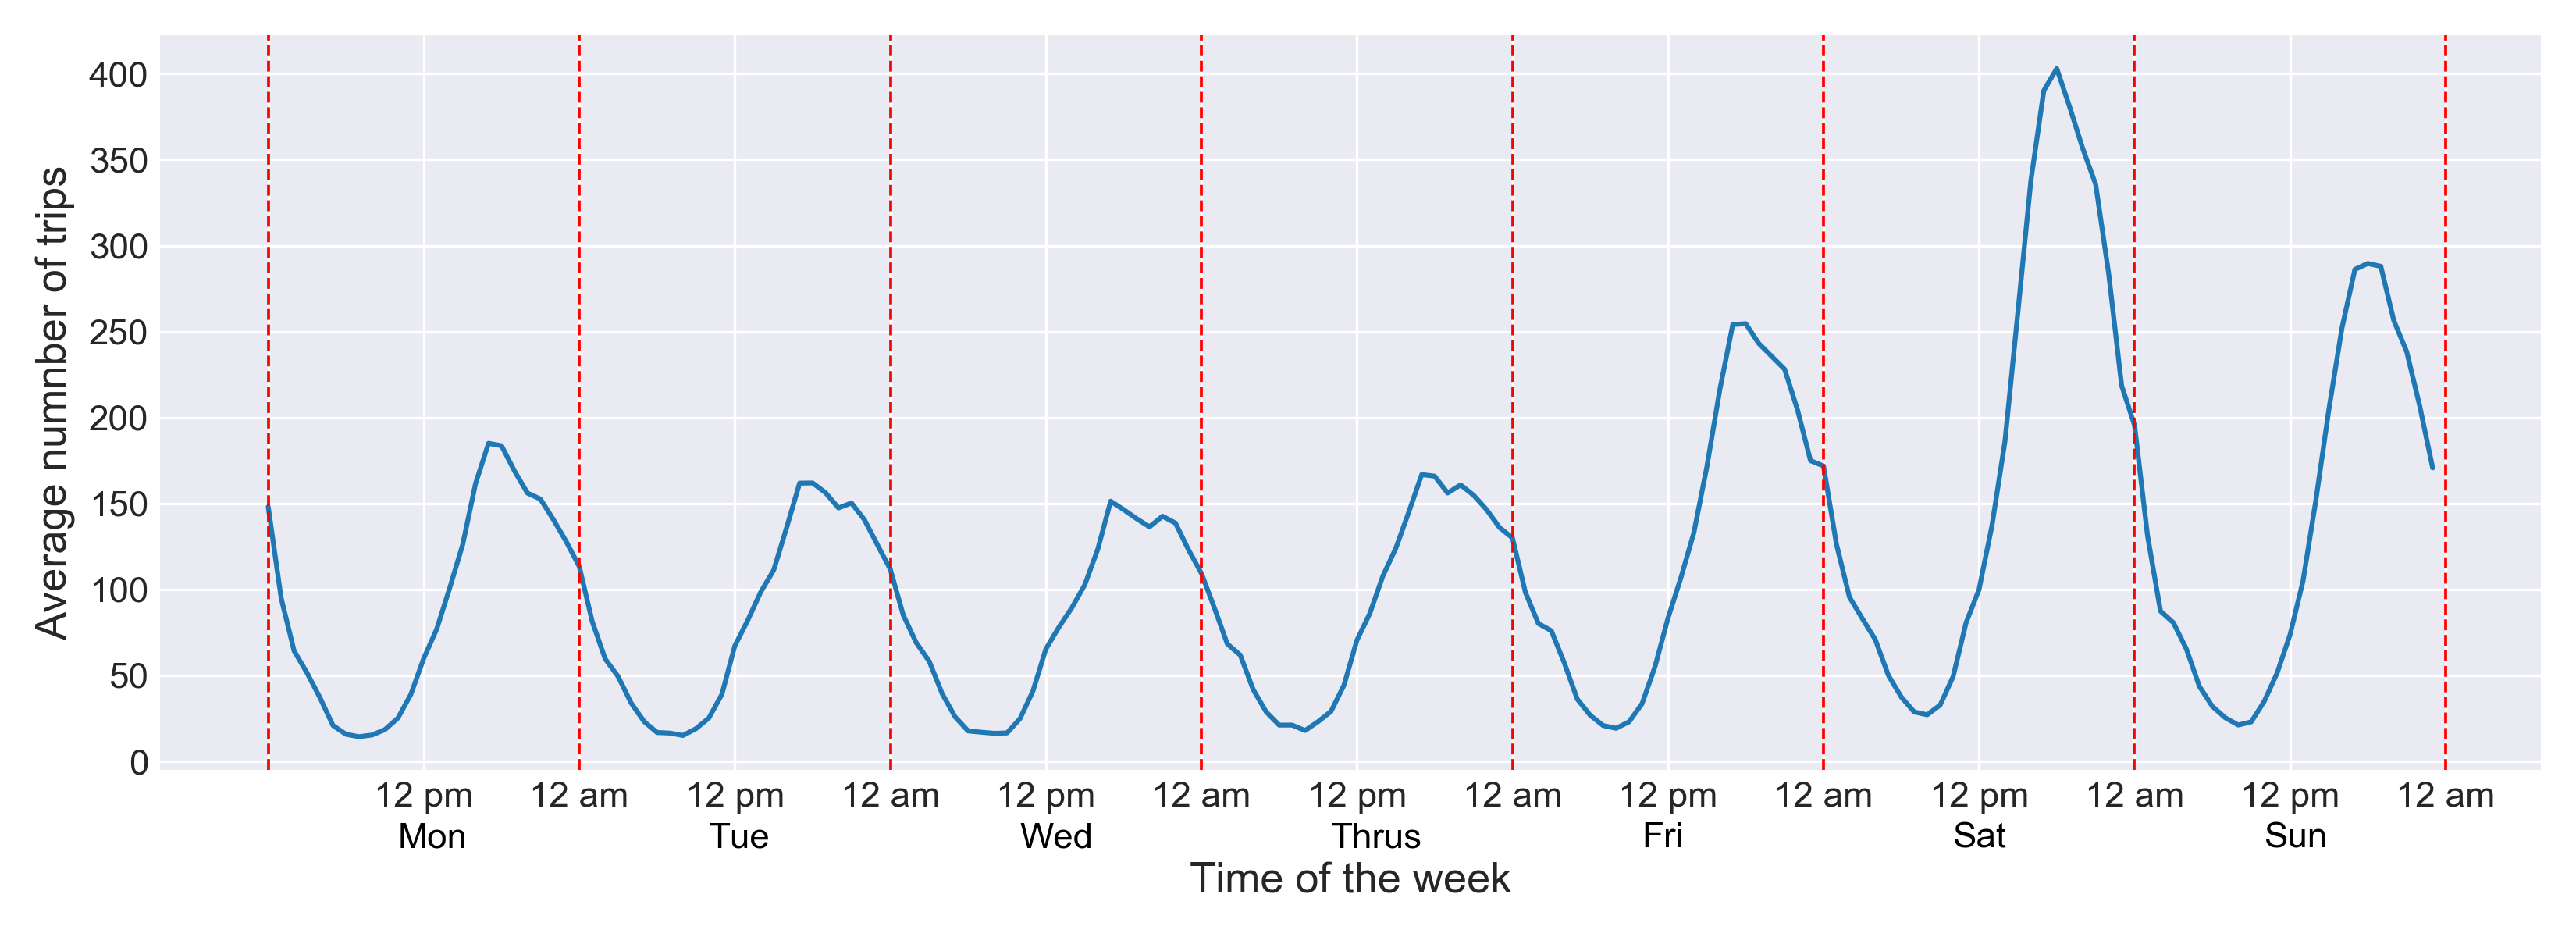 Average numnber of trips
400
350
300
250
200
150
100
50
0
12 pm 12 am 12 pm 12 am 12 pm 12 am 12 pm 12 am 12 pm 12 am 12 pm 12 am 12 pm 12 am
Mon Tue Wed Thrus Fri Sat Sun
Time of the week